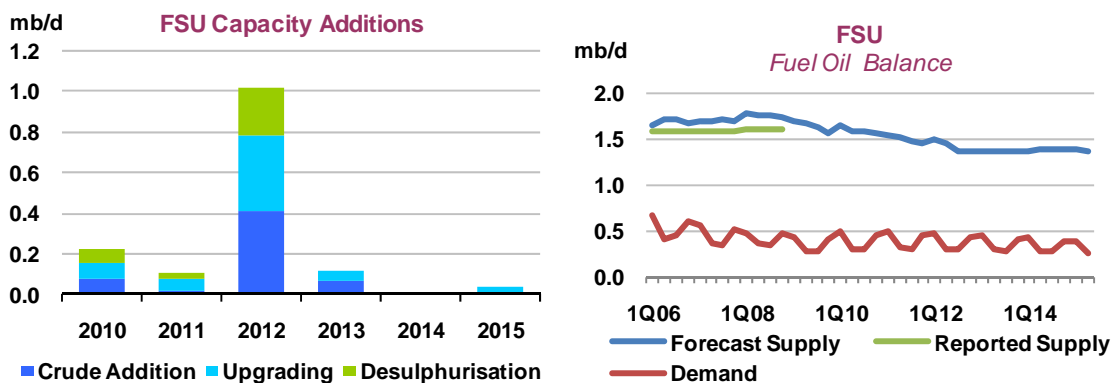 FSU Capacity Additions
mb/d
1.2
1.0
0.8
0.6
0.4
0.2
0.0
2010 2011 2012 2013 2014 2015
Crude Addition Upgrading Desulphurisation
FSU
Fuel Oil Balance
mb/d
2.0
1.5
1.0
0.5
0.0
1Q06 1Q08 1Q10 1Q12 1Q14
Forecast Supply Reported Supply
Demand